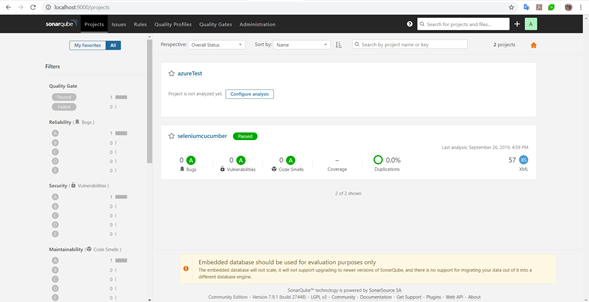 localhost:9000/projects
sonarqube Projects Issues Rules Quality Profiles Quality Gates Administration Search for projects and files... A
My Favorites All
Perspective: Overall Status Sort by: Name Search by project name or key 2 projects
Filters
Quality Gate
Passed 1
Failed 0
Reliability ( Bugs )
A 1
B 0
C 0
D 0
E 0
Security ( Vulnerabilities )
A 1
B 0
C 0
D 0
E 0
Maintainability ( Code Smells )
A 1
B 0
azureTest
Project is not analyzed yet. Configure analysis
seleniumcucumber Passed
Last analysis: September 26, 2019, 4:59 PM
0 A 0 A 0 A – 0.0% 57 XS
Bugs Vulnerabilities Code Smells Coverage Duplications XML
2 of 2 shown
Embedded database should be used for evaluation purposes only
The embedded database will not scale, it will not support upgrading to newer versions of SonarQube, and there is no support for migrating your data out of it into a
different database engine.
SonarQube™ technology is powered by SonarSource SA
Community Edition - Version 7.9.1 (build 27448) - LGPL v3 - Community - Documentation - Get Support - Plugins - Web API - About